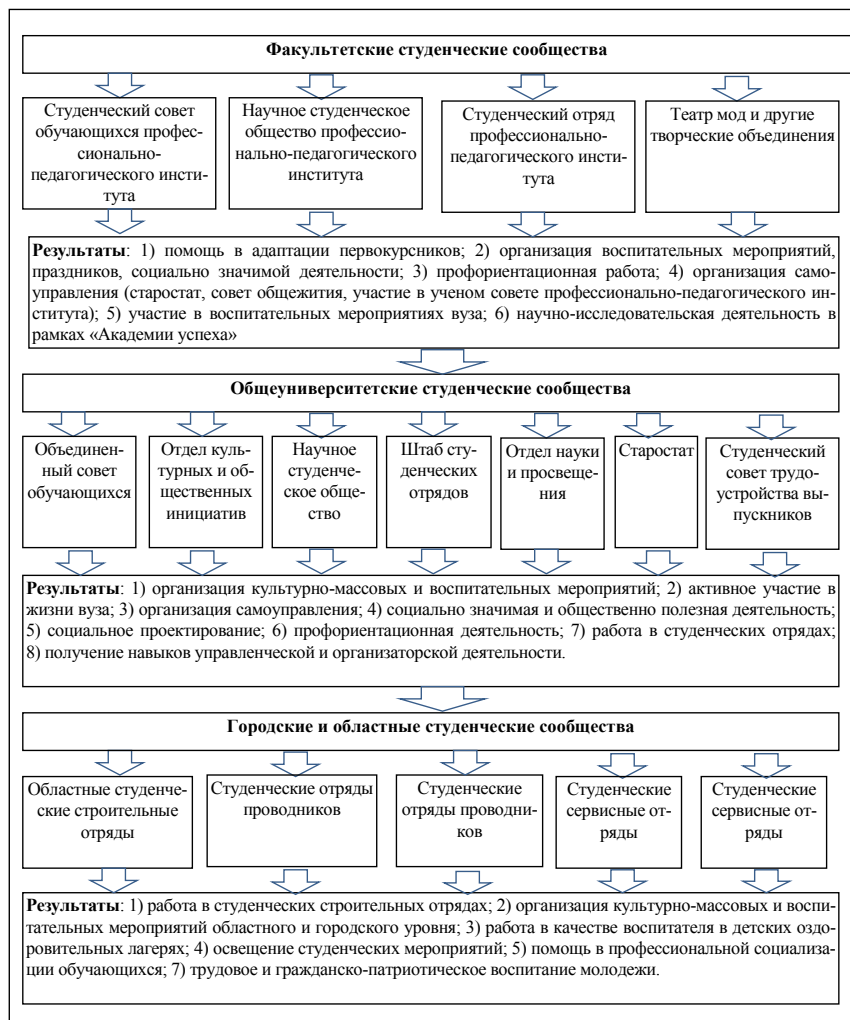 Факультетские студенческие сообщества
Студенческий совет
обучающихся профес-
сионально-
педагогического инсти-
тута
Научное студенческое
общество профессио-
нально-педагогического
института
Студенческий отряд
профессионально-
педагогического инсти-
тута
Театр мод и другие
творческие объединения
Результаты: 1) помощь в адаптации первокурсников; 2) организация воспитательных мероприятий,
праздников, социально значимой деятельности; 3) профориентационная работа; 4) организация само-
управления (старостат, совет общежития, участие в ученом совете профессионально-педагогического ин-
ститута); 5) участие в воспитательных мероприятиях вуза; 6) научно-исследовательская деятельность в
рамках «Академии успеха»
Общеуниверситетские студенческие сообщества
Объединен-
ный совет
обучающихся
Отдел куль-
турных и об-
щественных
инициатив
Научное
студенче-
ское обще-
ство
Штаб сту-
денческих
отрядов
Отдел науки
и просвеще-
ния
Старостат
Студенческий
совет трудо-
устройства вы-
пускников
Результаты: 1) организация культурно-массовых и воспитательных мероприятий; 2) активное участие в
жизни вуза; 3) организация самоуправления; 4) социально значимая и общественно полезная деятельность;
5) социальное проектирование; 6) профориентационная деятельность; 7) работа в студенческих отрядах;
8) получение навыков управленческой и организаторской деятельности.
Городские и областные студенческие сообщества
Областные студенче-
ские строительные
отряды
Студенческие отряды
проводников
Студенческие
отряды проводни-
ков
Студенческие
сервисные от-
ряды
Студенческие
сервисные от-
ряды
Результаты: 1) работа в студенческих строительных отрядах; 2) организация культурно-массовых и воспи-
тательных мероприятий областного и городского уровня; 3) работа в качестве воспитателя в детских оздо-
ровительных лагерях; 4) освещение студенческих мероприятий; 5) помощь в профессиональной социализа-
ции обучающихся; 7) трудовое и гражданско-патриотическое воспитание молодежи.